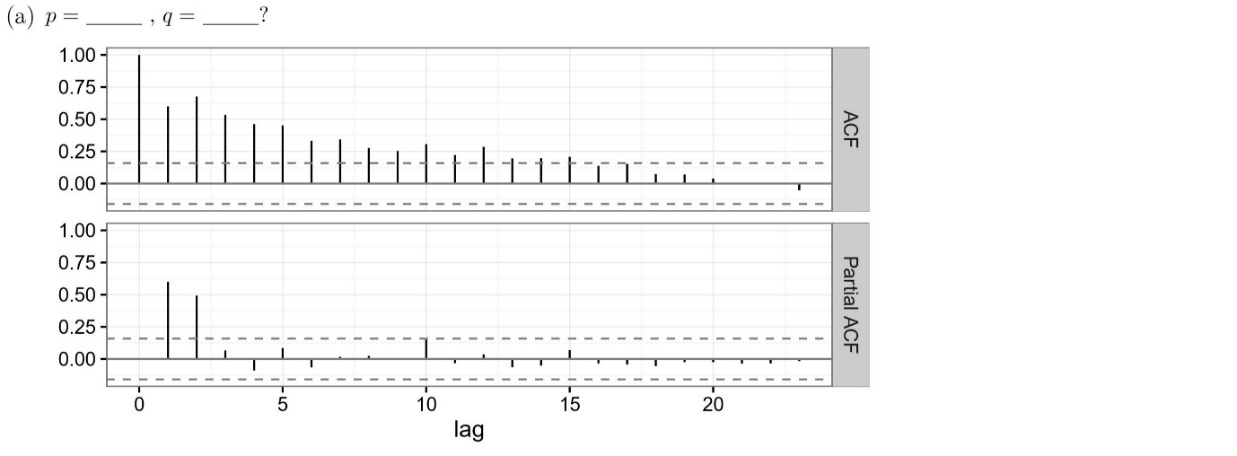 (a) p = _____ , q = _____?
1.00
0.75
0.50
0.25
0.00
ACF
1.00
0.75
0.50
0.25
0.00
Partial ACF
0 5 10 15 20
lag